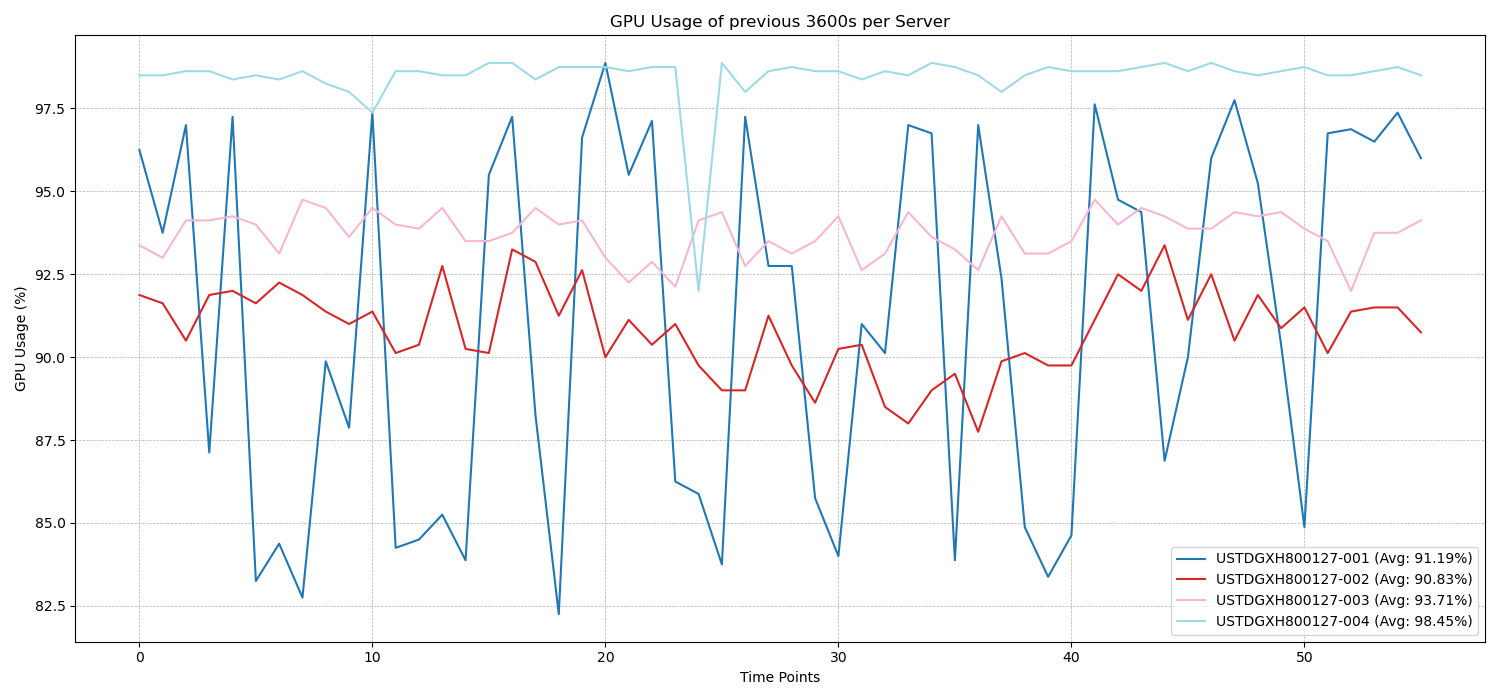 GPU Usage of previous 3600s per Server
GPU Usage (%)
97.5
95.0
92.5
90.0
87.5
85.0
82.5
USTDGXH800127-001 (Avg: 91.19%)
USTDGXH800127-002 (Avg: 90.83%)
USTDGXH800127-003 (Avg: 93.71%)
USTDGXH800127-004 (Avg: 98.45%)
0 10 20 30 40 50
Time Points